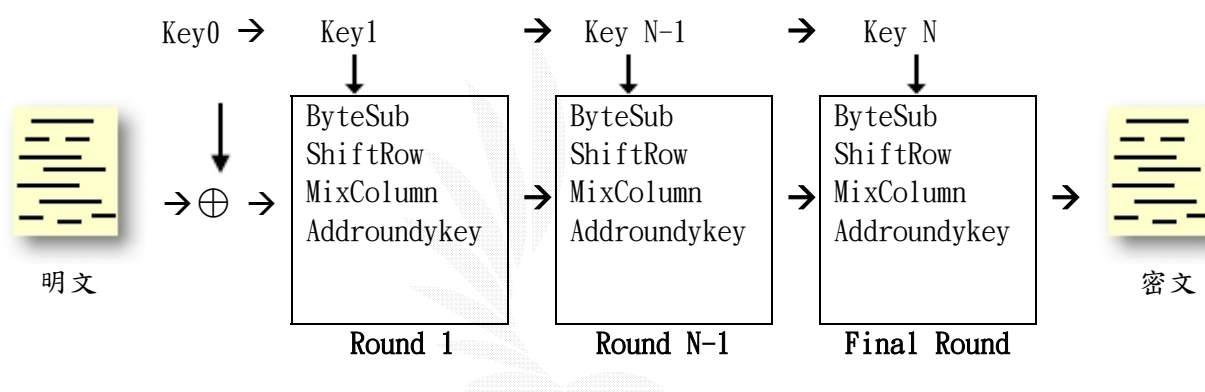 Key0 → Key1 → Key N-1 → Key N
ByteSub
ShiftRow
MixColumn
Addroundykey
ByteSub
ShiftRow
MixColumn
Addroundykey
ByteSub
ShiftRow
MixColumn
Addroundykey
→ ⊕ → → → →
明文
密文
Round 1
Round N-1
Final Round